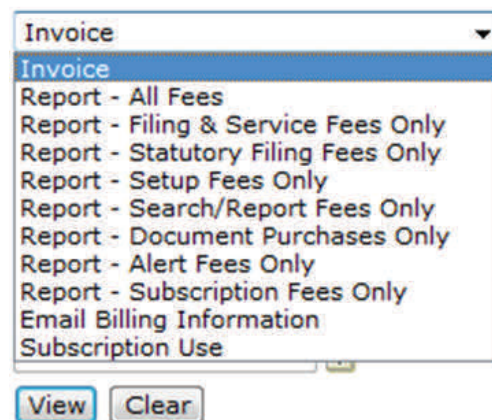 Invoice
Invoice
Report - All Fees
Report - Filing & Service Fees Only
Report - Statutory Filing Fees Only
Report - Setup Fees Only
Report - Search/Report Fees Only
Report - Document Purchases Only
Report - Alert Fees Only
Report - Subscription Fees Only
Email Billing Information
Subscription Use
View Clear